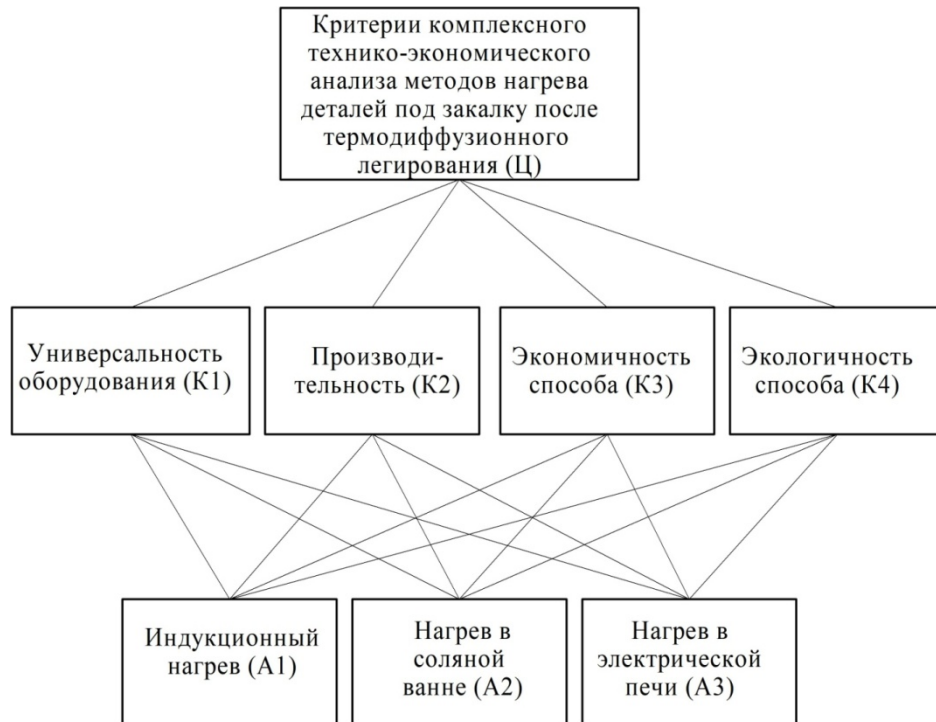 Критерии комплексного
технико-экономического
анализа методов нагрева
деталей под закалку после
термодиффузионного
легирования (Ц)
Универсальность
оборудования (К1)
Производи-
тельность (К2)
Экономичность
способа (К3)
Экологичность
способа (К4)
Индукционный
нагрев (А1)
Нагрев в
соляной
ванне (А2)
Нагрев в
электрической
печи (А3)